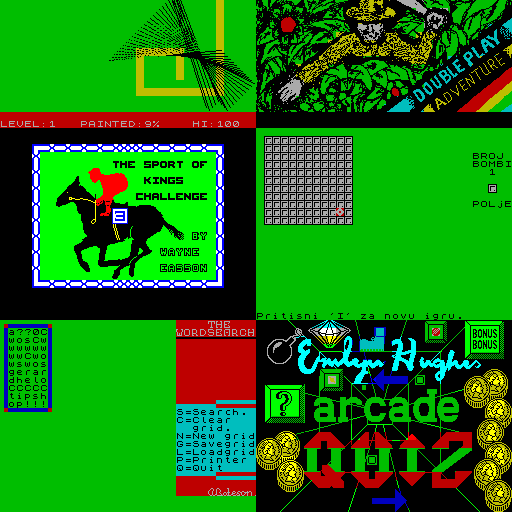 LEVEL:1 PAINTED:9% HI:100
DOUBLE PLAY
ADVENTURE
THE SPORT OF
KINGS
CHALLENGE
3
BY
WAYNE
EASSON
BROJ
BOMBI
1
POLJE
Pritisni 'I' za novu igru.
THE
WORDSEARCH
S=Search.
C=Clear
grid.
N=New grid
G=Savegrid
L=Loadgrid
P=Printer
Q=Quit
BONUS
BONUS
Emlyn Hughes
?
arcade
QUIZ